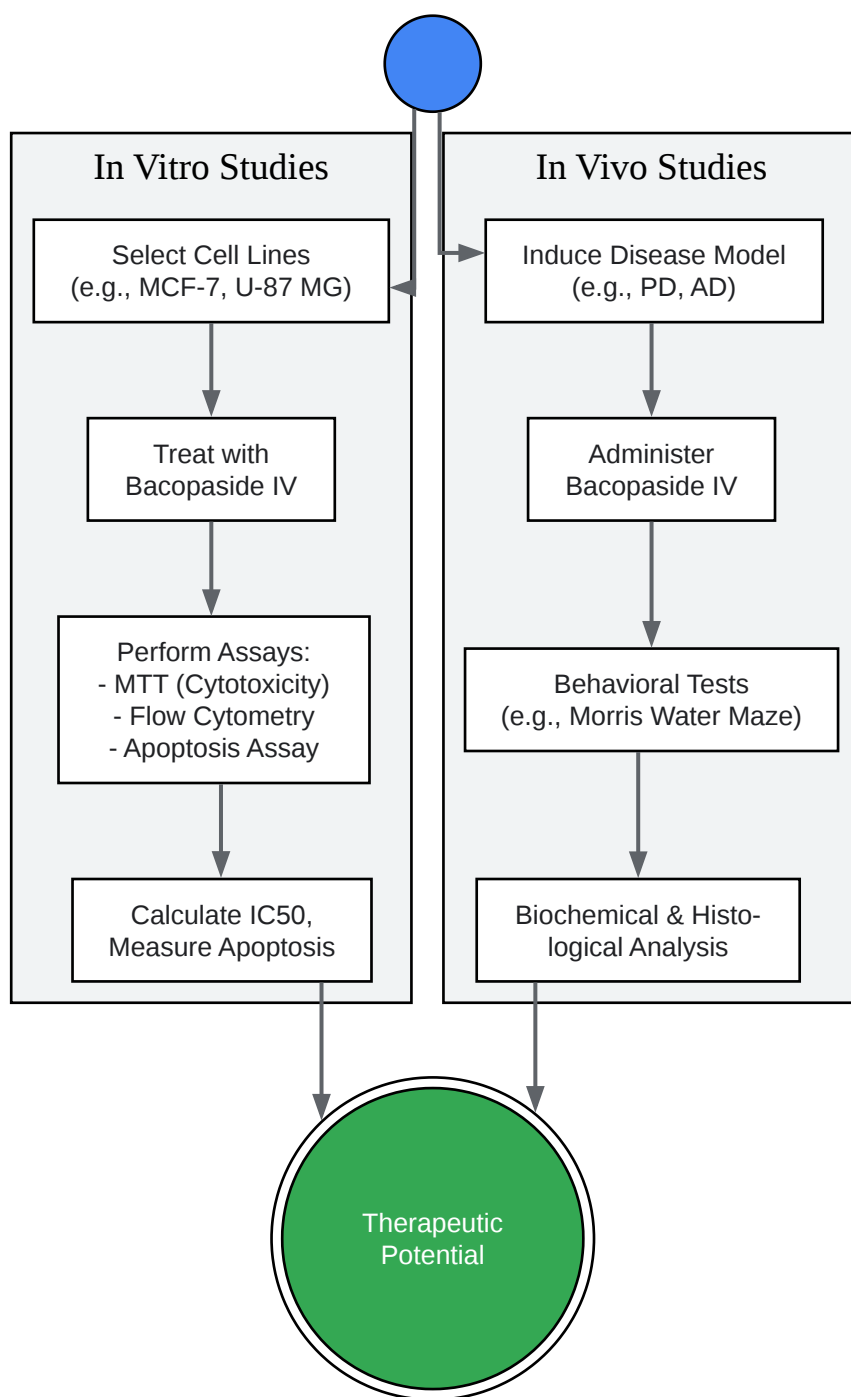 In Vitro Studies
Select Cell Lines
(e.g., MCF-7, U-87 MG)
Treat with
Bacopaside IV
Perform Assays:
- MTT (Cytotoxicity)
- Flow Cytometry
- Apoptosis Assay
Calculate IC50,
Measure Apoptosis
In Vivo Studies
Induce Disease Model
(e.g., PD, AD)
Administer
Bacopaside IV
Behavioral Tests
(e.g., Morris Water Maze)
Biochemical & Histo-
logical Analysis
Therapeutic
Potential